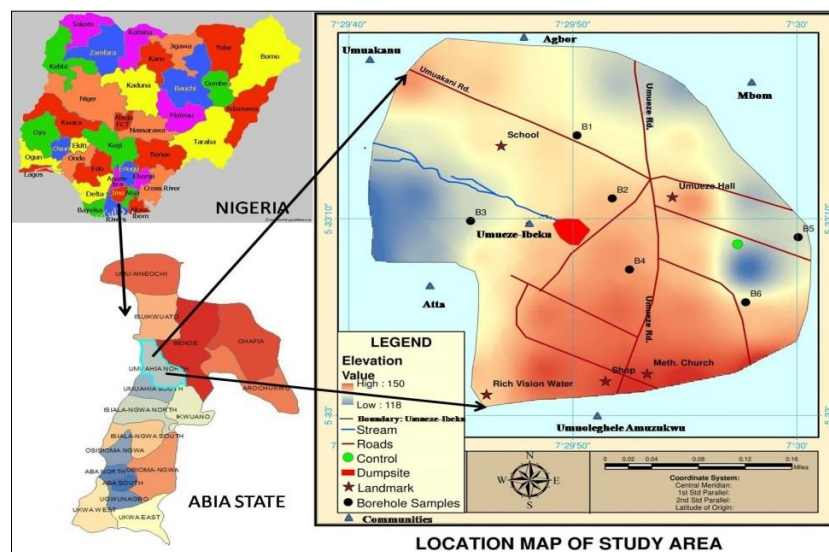 Sokoto
Katsina
Jigawa
Yobe
Borno
Zamfara
Kano
Kebbi
Kaduna
Bauchi
Gombe
Adamawa
Niger
Plateau
Abuja
FCT
Kwara
Nassarawa
Taraba
Oyo
Kogi
Benue
Osun
Ekiti
Ogun
Ondo
Edo
Enugu
Ebonyi
Anam
bra
Cross River
Lagos
Delta
Imo
Abia
Bayelsa
Rivers
Akwa
Ibom
NIGERIA
UMU-NNEOCHI
ISUIKWUATO
BENDE
OHAFIA
UMUAHIA NORTH
AROCHUKWU
UMUAHIA SOUTH
ISIALA-NGWA NORTH
IKWUANO
ISIALA-NGWA SOUTH
OSISIOMA NGWA
ABA NORTH
OBIOMA-NGWA
ABA SOUTH
UGWUNAGBO
UKWA WEST
UKWA EAST
ABIA STATE
7°29'40
7°29'50
7°30'
Agbor
Umuakanu
Umuakani Rd.
Umueze Rd.
Mbom
School
B1
B2
Umueze Hall
5°33'10
B3
Umueze-Ibeku
B5
B4
Atta
B6
Umueze Rd.
Meth. Church
Shop
Rich Vision Water
5°33'
Umuoleghele Amuzukwu
7°29'50
7°30'
LEGEND
Elevation
Value
High : 150
Low : 118
Boundary: Umueze-Ibeku
Stream
Roads
Control
Dumpsite
Landmark
Borehole Samples
Communities
N
W E
S
0 0.02 0.04 0.08 0.12 0.16
Miles
Coordinate System:
Central Meridian:
1st Std Parallel:
2nd Std Parallel:
Latitude of Origin:
LOCATION MAP OF STUDY AREA